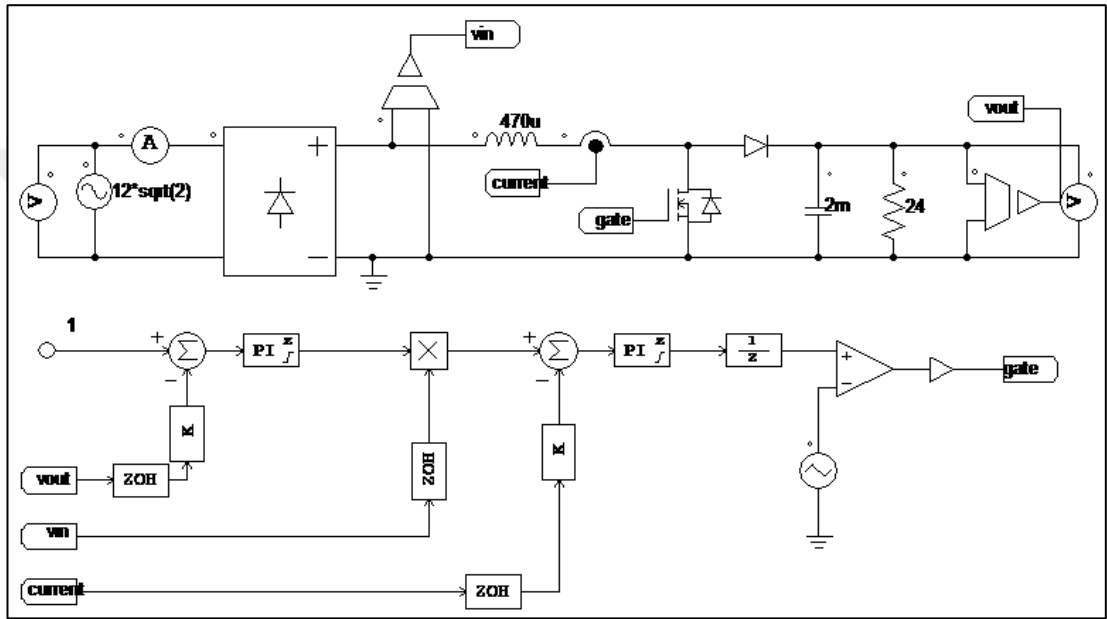 vin
470u
vout
A
12*sqrt(2)
V
current
gate
2m
24
V
+
−
1
+
Σ
−
PI z
×
+
Σ
−
PI z
1
z
+
−
gate
K
K
vout
ZOH
ZOH
vin
current
ZOH